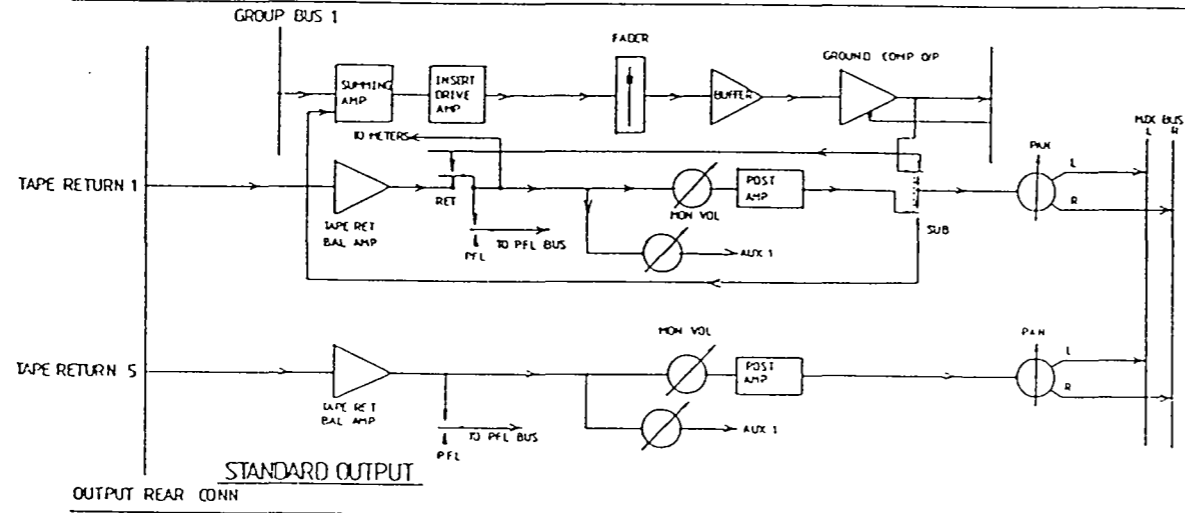 GROUP BUS 1
FADER
GROUND COMP O/P
SUMMING AMP
INSERT DRIVE AMP
BUFFER
MIX BUS
L
R
TO METERS
PAN
TAPE RETURN 1
L
POST AMP
RET
MON VOL
R
TAPE RET BAL AMP
TO PFL BUS
SUB
PFL
AUX 1
MON VOL
PAN
L
TAPE RETURN 5
POST AMP
R
TAPE RET BAL AMP
TO PFL BUS
AUX 1
PFL
STANDARD OUTPUT
OUTPUT REAR CONN